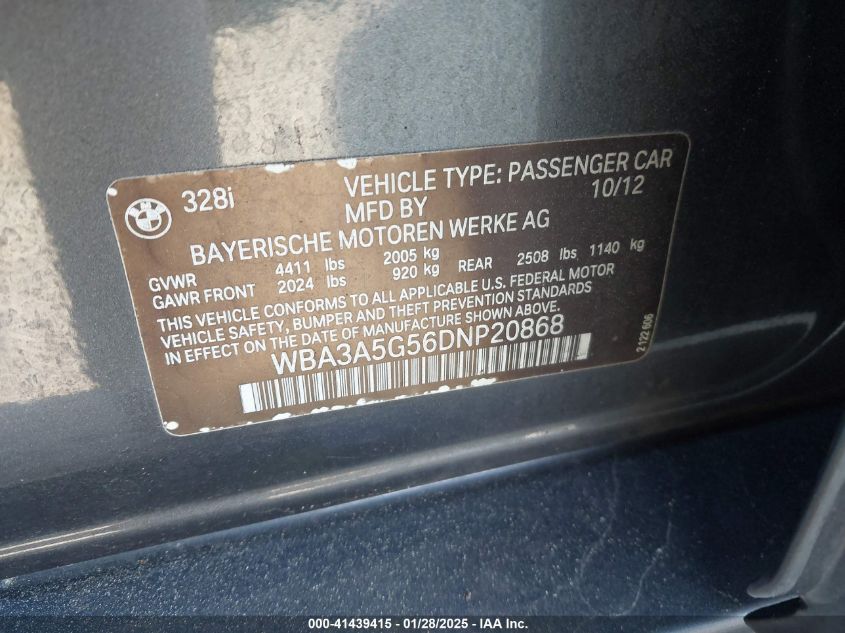 BMW
328i
VEHICLE TYPE: PASSENGER CAR
MFD BY 10/12
BAYERISCHE MOTOREN WERKE AG
GVWR 4411 lbs 2005 kg
GAWR FRONT 2024 lbs 920 kg REAR 2508 lbs 1140 kg
THIS VEHICLE CONFORMS TO ALL APPLICABLE U.S. FEDERAL MOTOR
VEHICLE SAFETY, BUMPER AND THEFT PREVENTION STANDARDS
IN EFFECT ON THE DATE OF MANUFACTURE SHOWN ABOVE.
WBA3A5G56DNP20868
2 122 606
000-41439415 | 01/28/2025 | © IAA Inc.